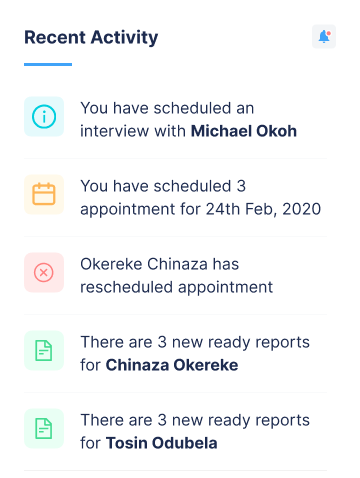 Recent Activity
You have scheduled an
interview with Michael Okoh
You have scheduled 3
appointment for 24th Feb, 2020
Okereke Chinaza has
rescheduled appointment
There are 3 new ready reports
for Chinaza Okereke
There are 3 new ready reports
for Tosin Odubela